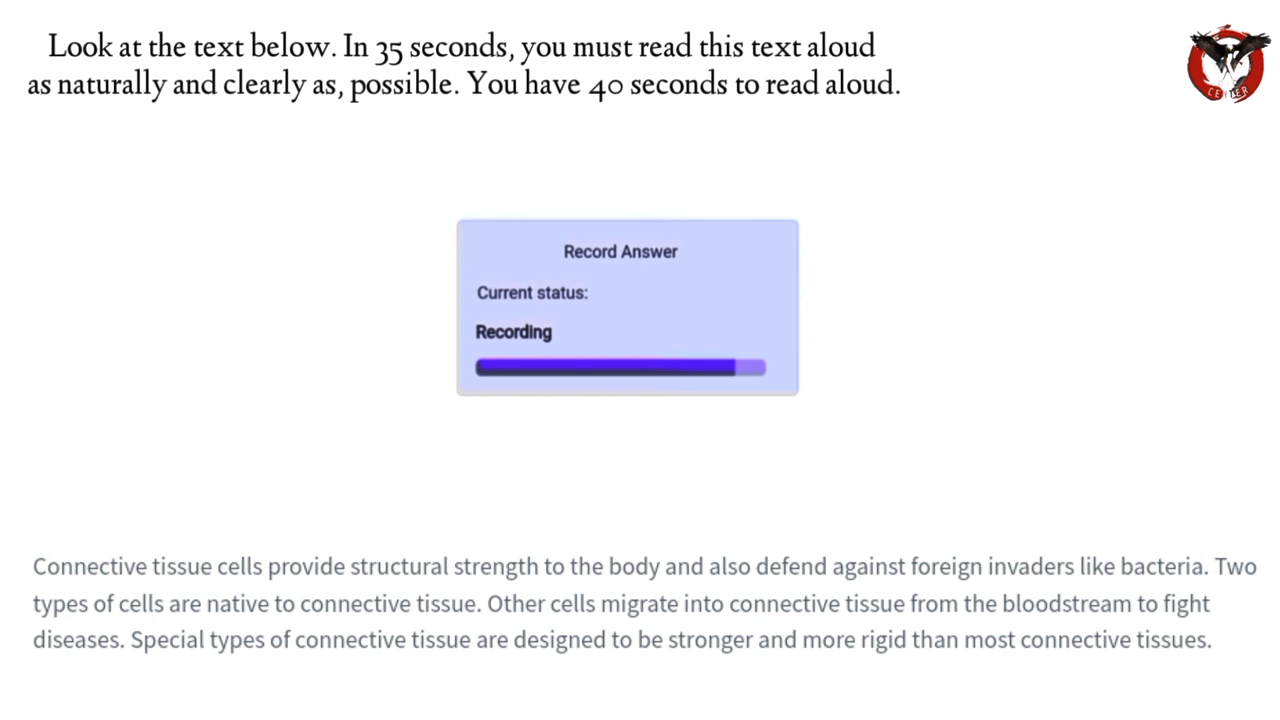 Look at the text below. In 35 seconds, you must read this text aloud
as naturally and clearly as, possible. You have 40 seconds to read aloud.
CENTER
Record Answer
Current status:
Recording
Connective tissue cells provide structural strength to the body and also defend against foreign invaders like bacteria. Two
types of cells are native to connective tissue. Other cells migrate into connective tissue from the bloodstream to fight
diseases. Special types of connective tissue are designed to be stronger and more rigid than most connective tissues.